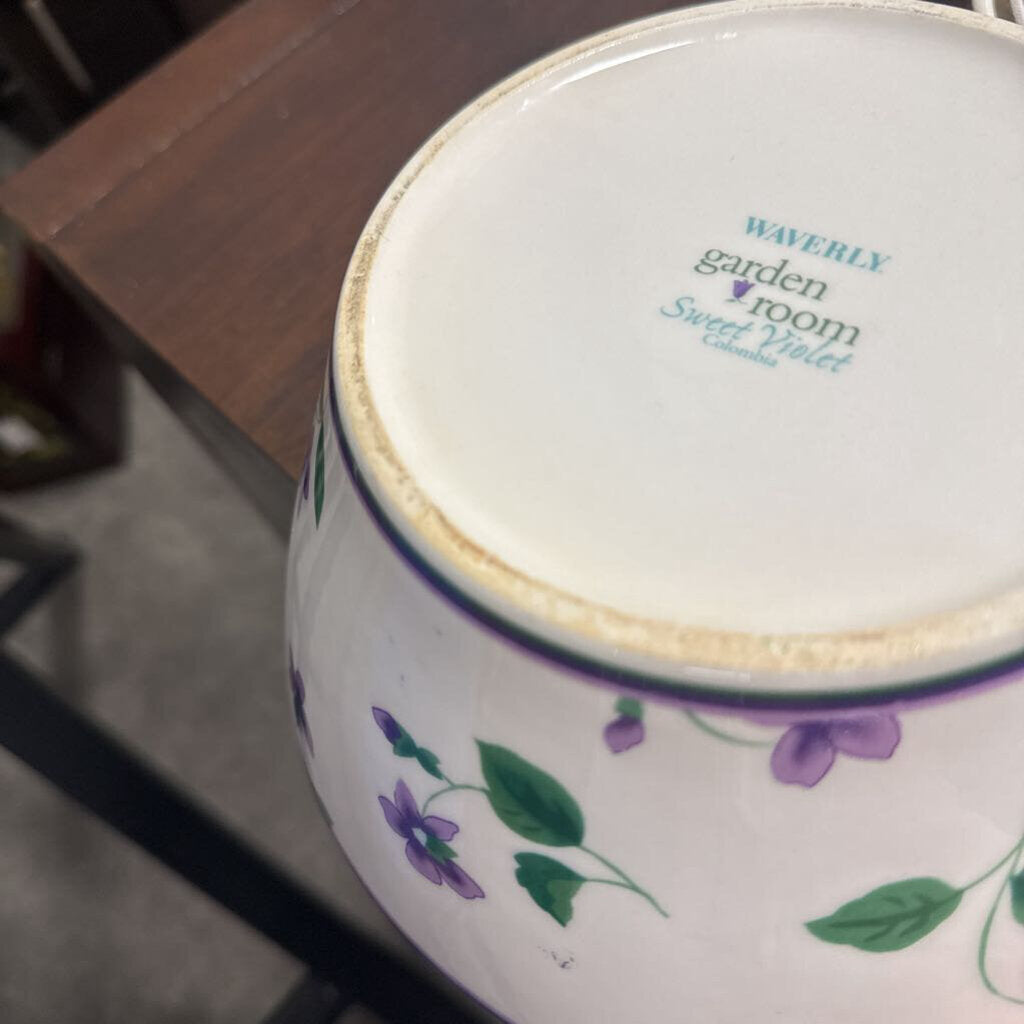 WAVERLY
garden
room
Sweet Violet
Colombia